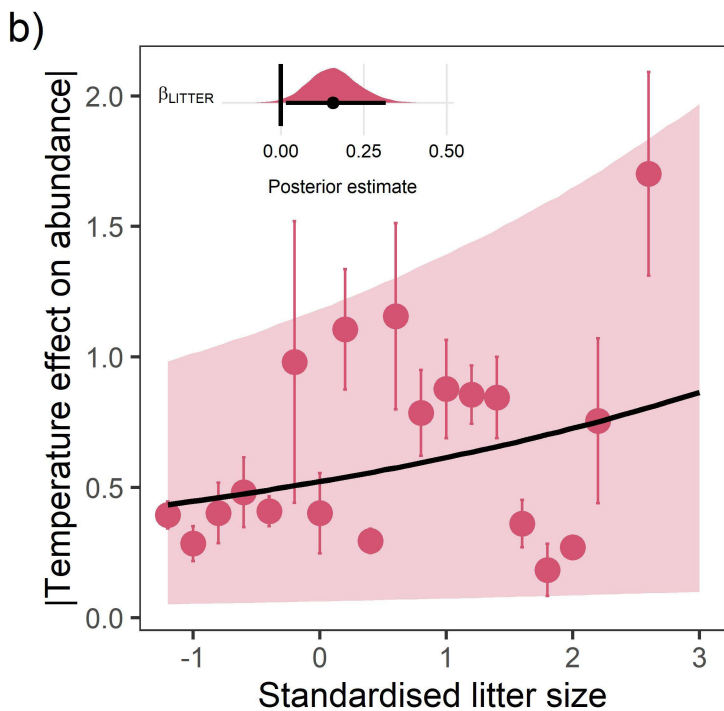 b)
βLITTER
0.00 0.25 0.50
Posterior estimate
|Temperature effect on abundance|
2.0
1.5
1.0
0.5
0.0
-1 0 1 2 3
Standardised litter size